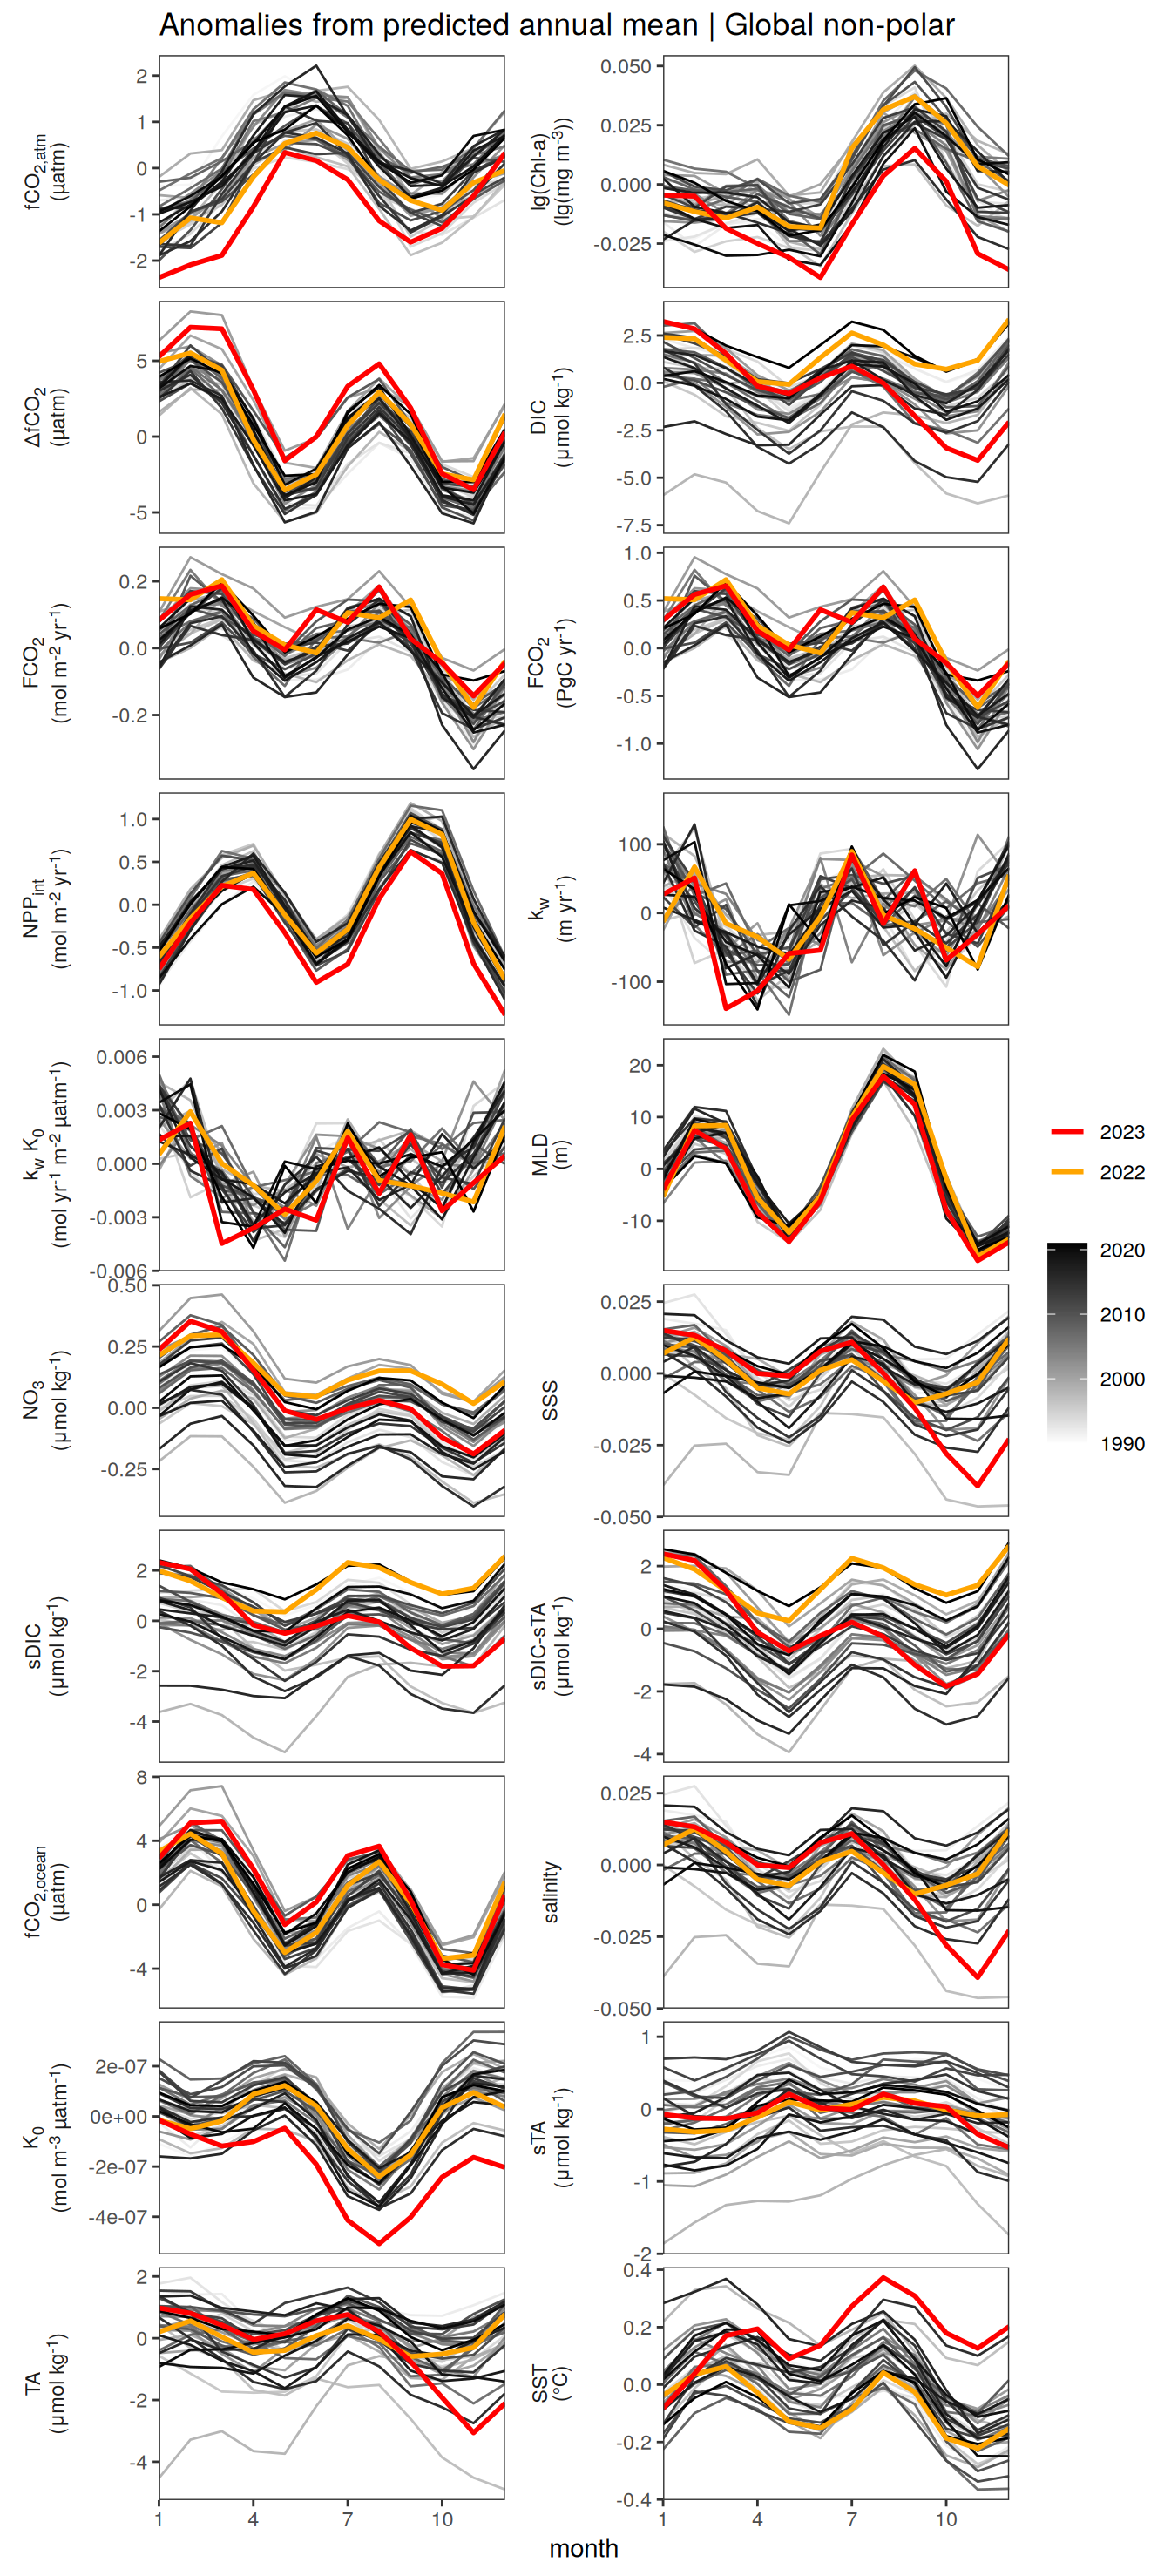 Anomalies from predicted annual mean | Global non-polar
fCO2,atm
(µatm)
2
1
0
-1
-2
lg(Chl-a)
(lg(mg m-3))
0.050
0.025
0.000
-0.025
ΔfCO2
(µatm)
5
0
-5
DIC
(µmol kg-1)
2.5
0.0
-2.5
-5.0
-7.5
FCO2
(mol m-2 yr-1)
0.2
0.0
-0.2
FCO2
(PgC yr-1)
1.0
0.5
0.0
-0.5
-1.0
NPPint
(mol m-2 yr-1)
1.0
0.5
0.0
-0.5
-1.0
kw
(m yr-1)
100
0
-100
kw K0
(mol yr-1 m-2 µatm-1)
0.006
0.003
0.000
-0.003
-0.006
MLD
(m)
20
10
0
-10
2023
2022
2020
2010
2000
1990
NO3
(µmol kg-1)
0.50
0.25
0.00
-0.25
SSS
0.025
0.000
-0.025
-0.050
sDIC
(µmol kg-1)
2
0
-2
-4
sDIC-sTA
(µmol kg-1)
2
0
-2
-4
fCO2,ocean
(µatm)
8
4
0
-4
salinity
0.025
0.000
-0.025
-0.050
K0
(mol m-3 µatm-1)
2e-07
0e+00
-2e-07
-4e-07
sTA
(µmol kg-1)
1
0
-1
-2
TA
(µmol kg-1)
2
0
-2
-4
SST
(°C)
0.4
0.2
0.0
-0.2
-0.4
1 4 7 10
1 4 7 10
month